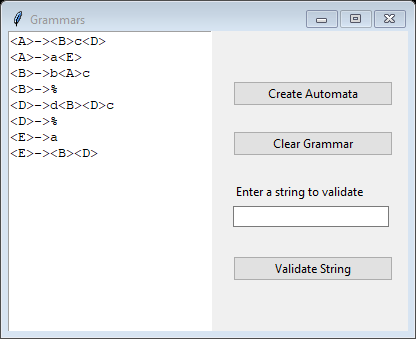 Grammars
<A>-><B>c<D>
<A>->a<E>
<B>->b<A>c
<B>->%
<D>->d<B><D>c
<D>->%
<E>->a
<E>-><B><D>
Create Automata
Clear Grammar
Enter a string to validate
Validate String